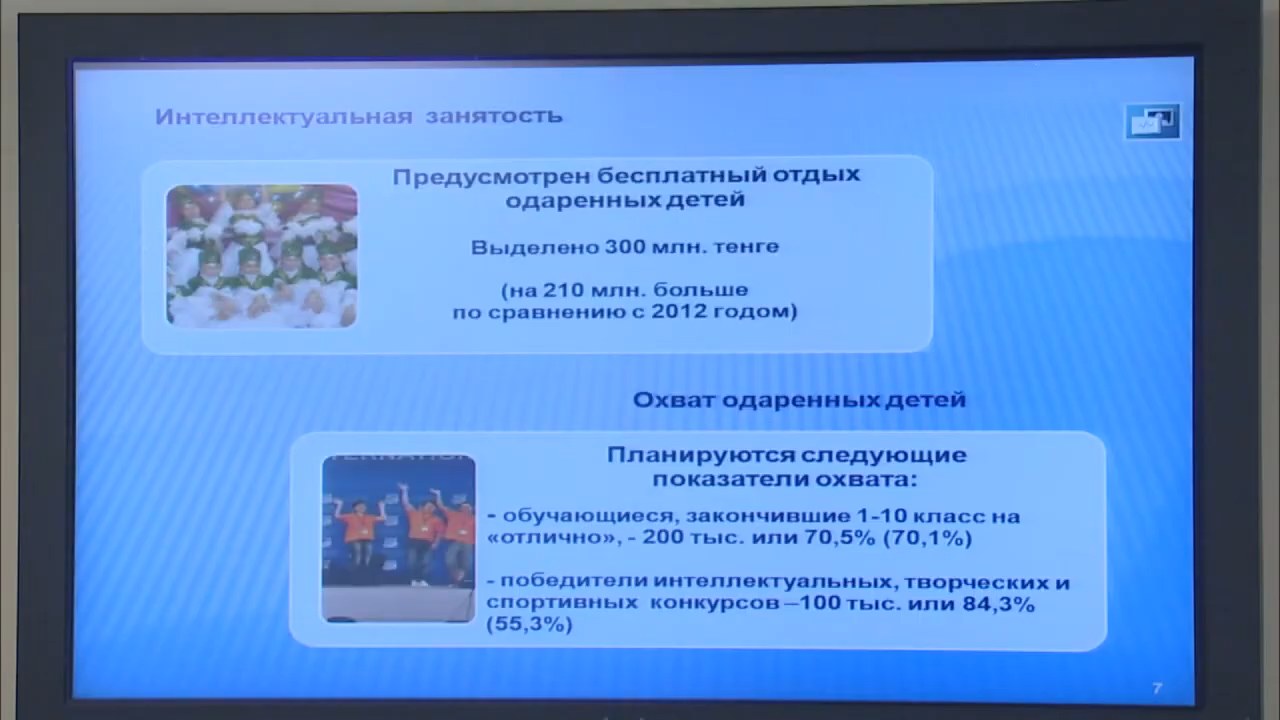 Интеллектуальная занятость
Предусмотрен бесплатный отдых
одаренных детей
Выделено 300 млн. тенге
(на 210 млн. больше
по сравнению с 2012 годом)
Охват одаренных детей
Планируются следующие
показатели охвата:
- обучающиеся, закончившие 1-10 класс на
«отлично», - 200 тыс. или 70,5% (70,1%)
- победители интеллектуальных, творческих и
спортивных конкурсов –100 тыс. или 84,3%
(55,3%)
7